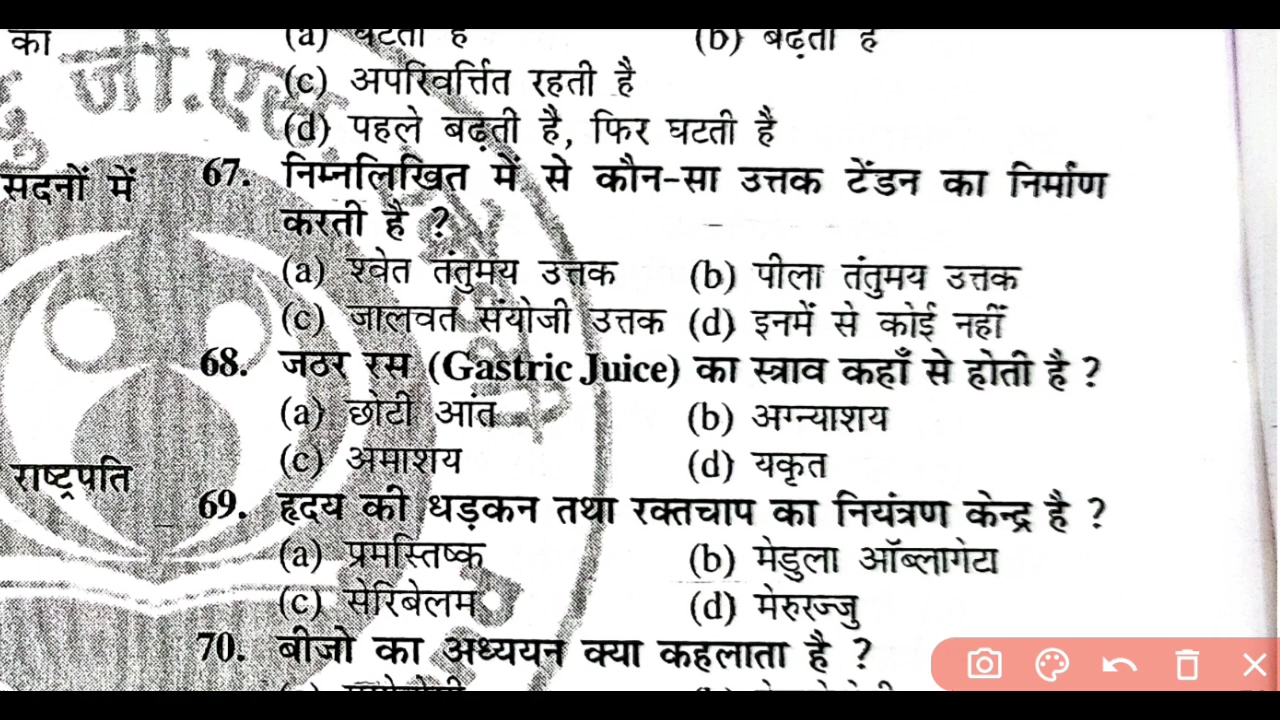 का
(a) घटती है (b) बढ़ती है
(c) अपरिवर्त्तित रहती है
(d) पहले बढ़ती है, फिर घटती है
सदनों में
67. निम्नलिखित में से कौन-सा उत्तक टेंडन का निर्माण
करती है ?
(a) श्वेत तंतुमय उत्तक (b) पीला तंतुमय उत्तक
(c) जालवत संयोजी उत्तक (d) इनमें से कोई नहीं
68. जठर रस (Gastric Juice) का स्त्राव कहाँ से होती है ?
(a) छोटी आंत (b) अग्न्याशय
(c) अमाशय (d) यकृत
राष्ट्रपति
69. हृदय की धड़कन तथा रक्तचाप का नियंत्रण केन्द्र है ?
(a) प्रमस्तिष्क (b) मेडुला ऑब्लागेटा
(c) सेरिबेलम (d) मेरुरज्जु
70. बीजो का अध्ययन क्या कहलाता है ?